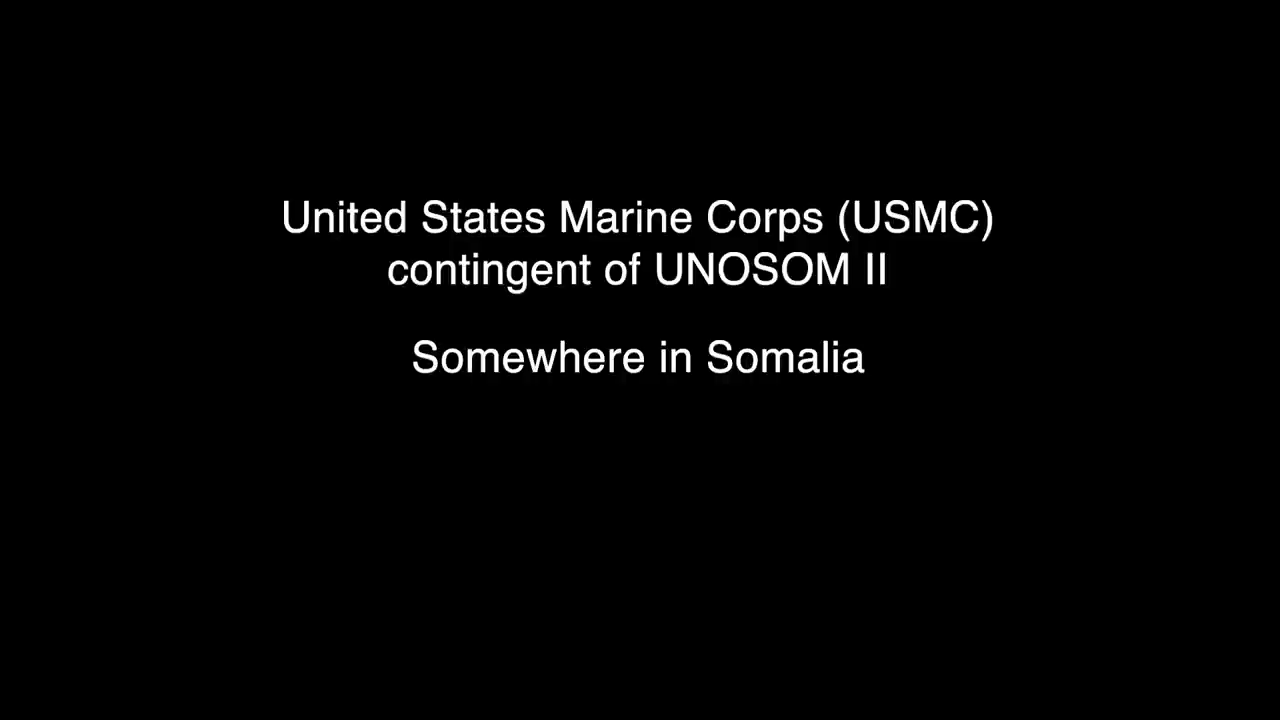 United States Marine Corps (USMC)
contingent of UNOSOM II
Somewhere in Somalia